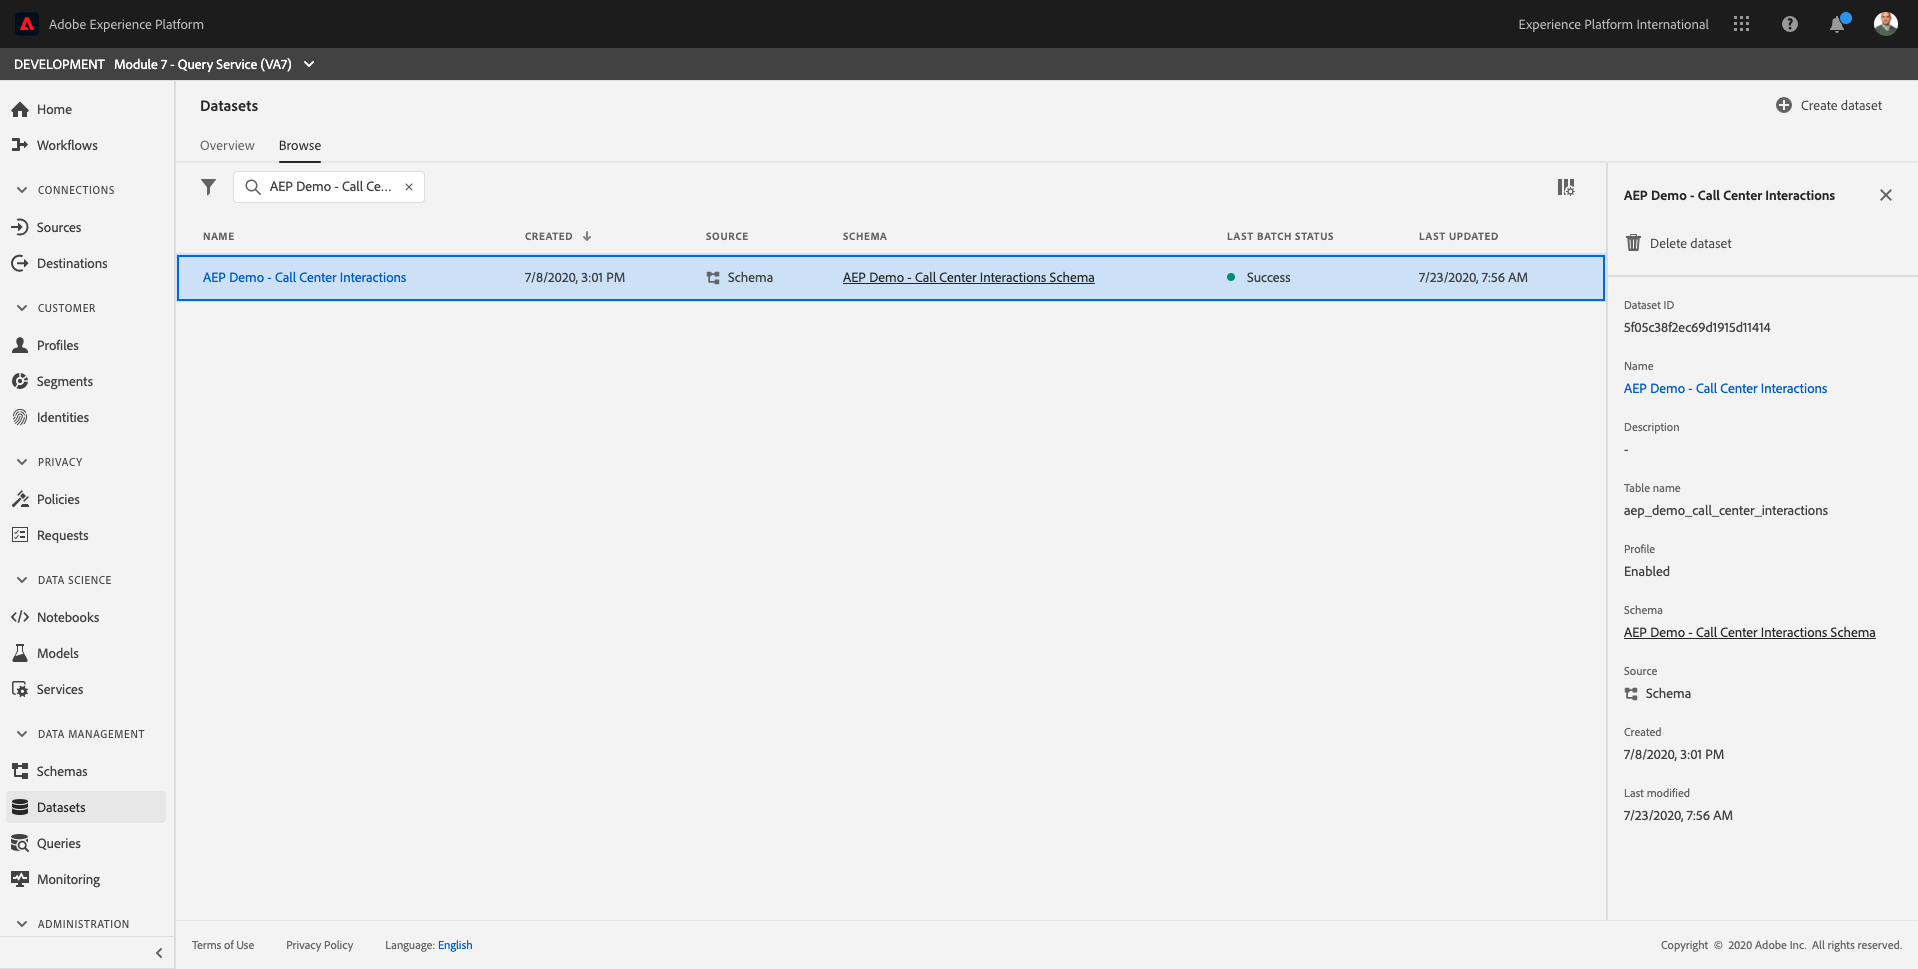 Adobe Experience Platform
Experience Platform International
DEVELOPMENT Module 7 - Query Service (VA7)
Home
Workflows
CONNECTIONS
Sources
Destinations
CUSTOMER
Profiles
Segments
Identities
PRIVACY
Policies
Requests
DATA SCIENCE
Notebooks
Models
Services
DATA MANAGEMENT
Schemas
Datasets
Queries
Monitoring
ADMINISTRATION
Datasets
Create dataset
Overview Browse
AEP Demo - Call Ce...
NAME CREATED SOURCE SCHEMA LAST BATCH STATUS LAST UPDATED
AEP Demo - Call Center Interactions 7/8/2020, 3:01 PM Schema AEP Demo - Call Center Interactions Schema Success 7/23/2020, 7:56 AM
AEP Demo - Call Center Interactions
Delete dataset
Dataset ID
5f05c38f2ec69d1915d11414
Name
AEP Demo - Call Center Interactions
Description
-
Table name
aep_demo_call_center_interactions
Profile
Enabled
Schema
AEP Demo - Call Center Interactions Schema
Source
Schema
Created
7/8/2020, 3:01 PM
Last modified
7/23/2020, 7:56 AM
Terms of Use Privacy Policy Language: English
Copyright © 2020 Adobe Inc. All rights reserved.